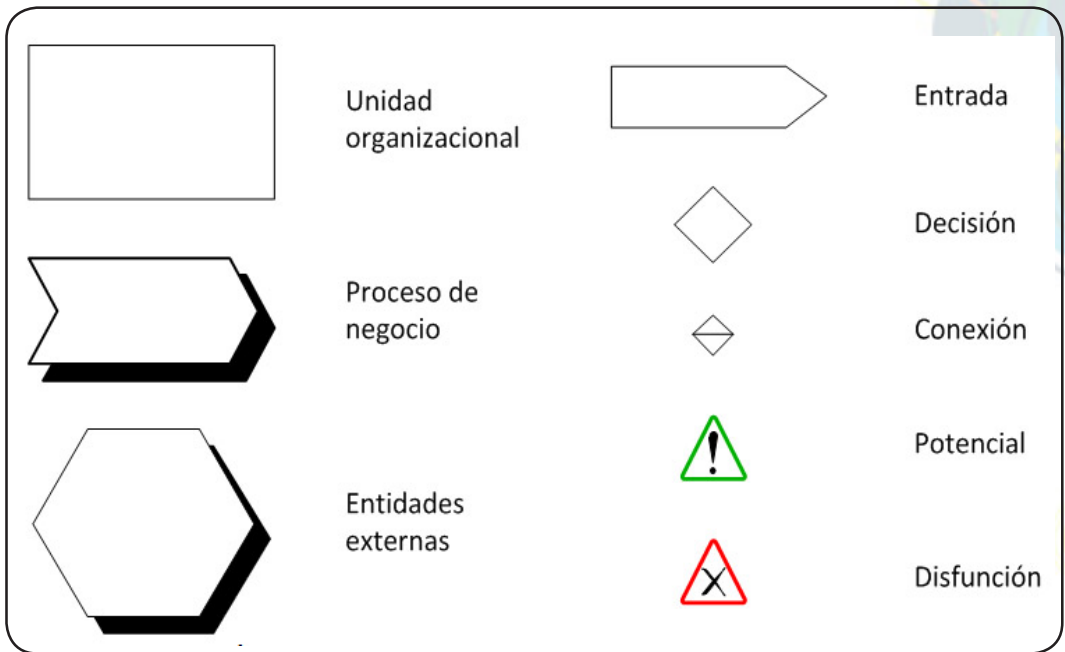 Unidad
organizacional
Proceso de
negocio
Entidades
externas
Entrada
Decisión
Conexión
!
Potencial
X
Disfunción